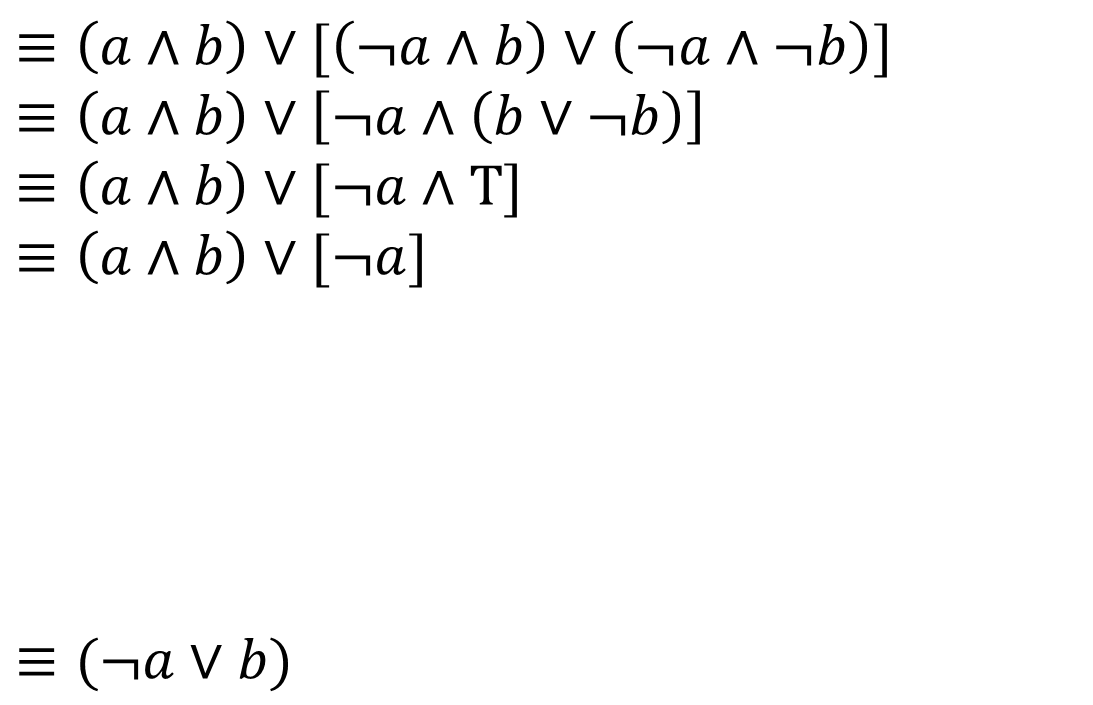 ≡ (a ∧ b) ∨ [(¬a ∧ b) ∨ (¬a ∧ ¬b)]
≡ (a ∧ b) ∨ [¬a ∧ (b ∨ ¬b)]
≡ (a ∧ b) ∨ [¬a ∧ T]
≡ (a ∧ b) ∨ [¬a]
≡ (¬a ∨ b)